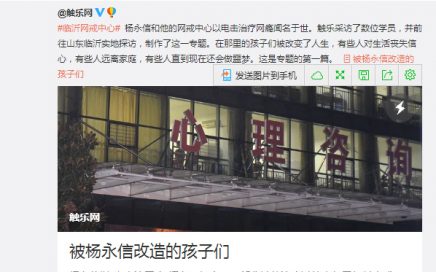 @触乐网
#临沂网戒中心# 杨永信和他的网戒中心以电击治疗网瘾闻名于世。触乐采访了数位学员，并前
往山东临沂实地探访，制作了这一专题。在那里的孩子们被改变了人生，有些人对生活丧失信
心，有些人远离家庭，有些人直到现在还会做噩梦。这是专题的第一篇。 被杨永信改造的
孩子们
发送图片到手机
心理咨询
触乐网
被杨永信改造的孩子们